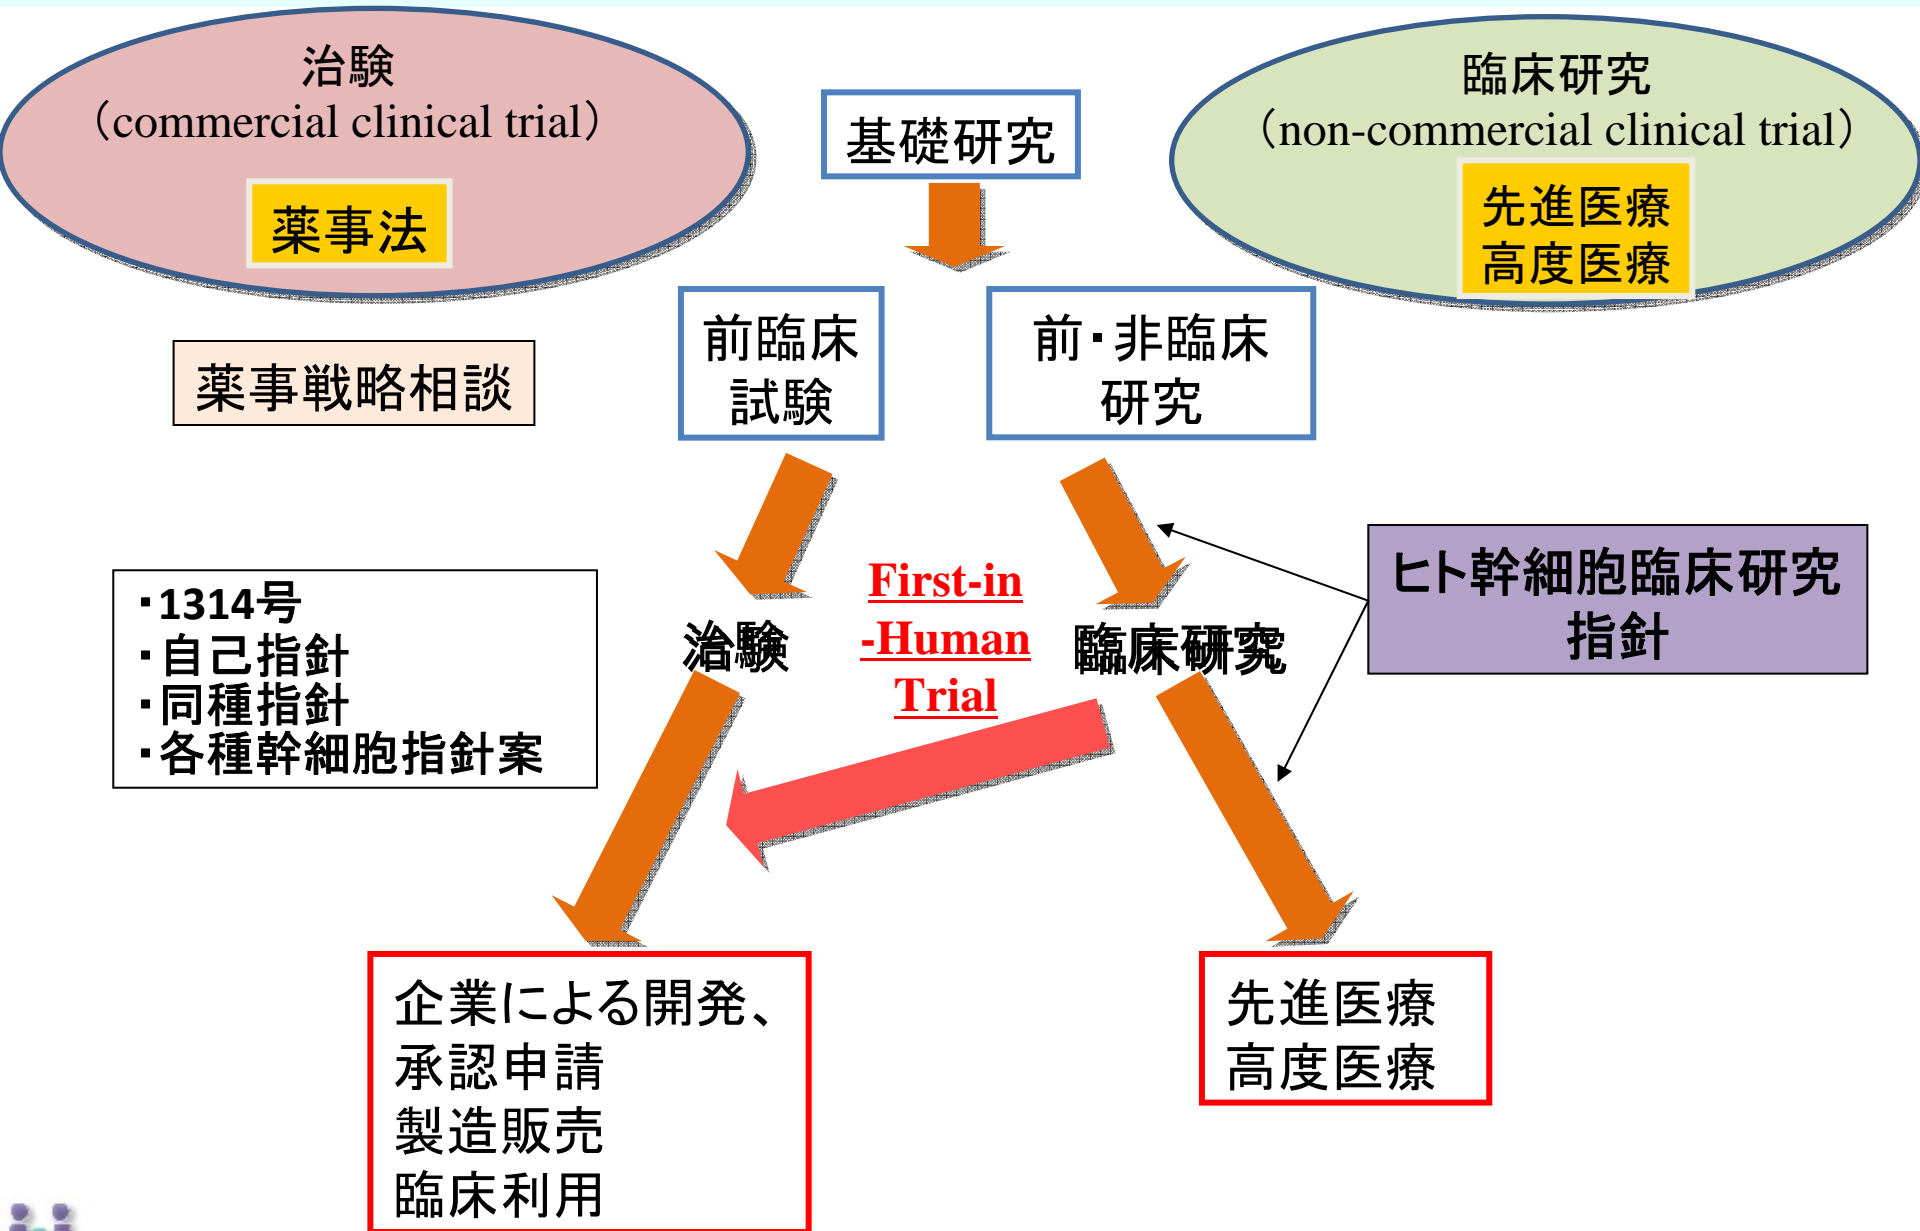 治験
（commercial clinical trial）
薬事法
基礎研究
臨床研究
（non-commercial clinical trial）
先進医療
高度医療
前臨床
試験
前・非臨床
研究
薬事戦略相談
・1314号
・自己指針
・同種指針
・各種幹細胞指針案
治験
First-in
-Human
Trial
臨床研究
ヒト幹細胞臨床研究
指針
企業による開発、
承認申請
製造販売
臨床利用
先進医療
高度医療